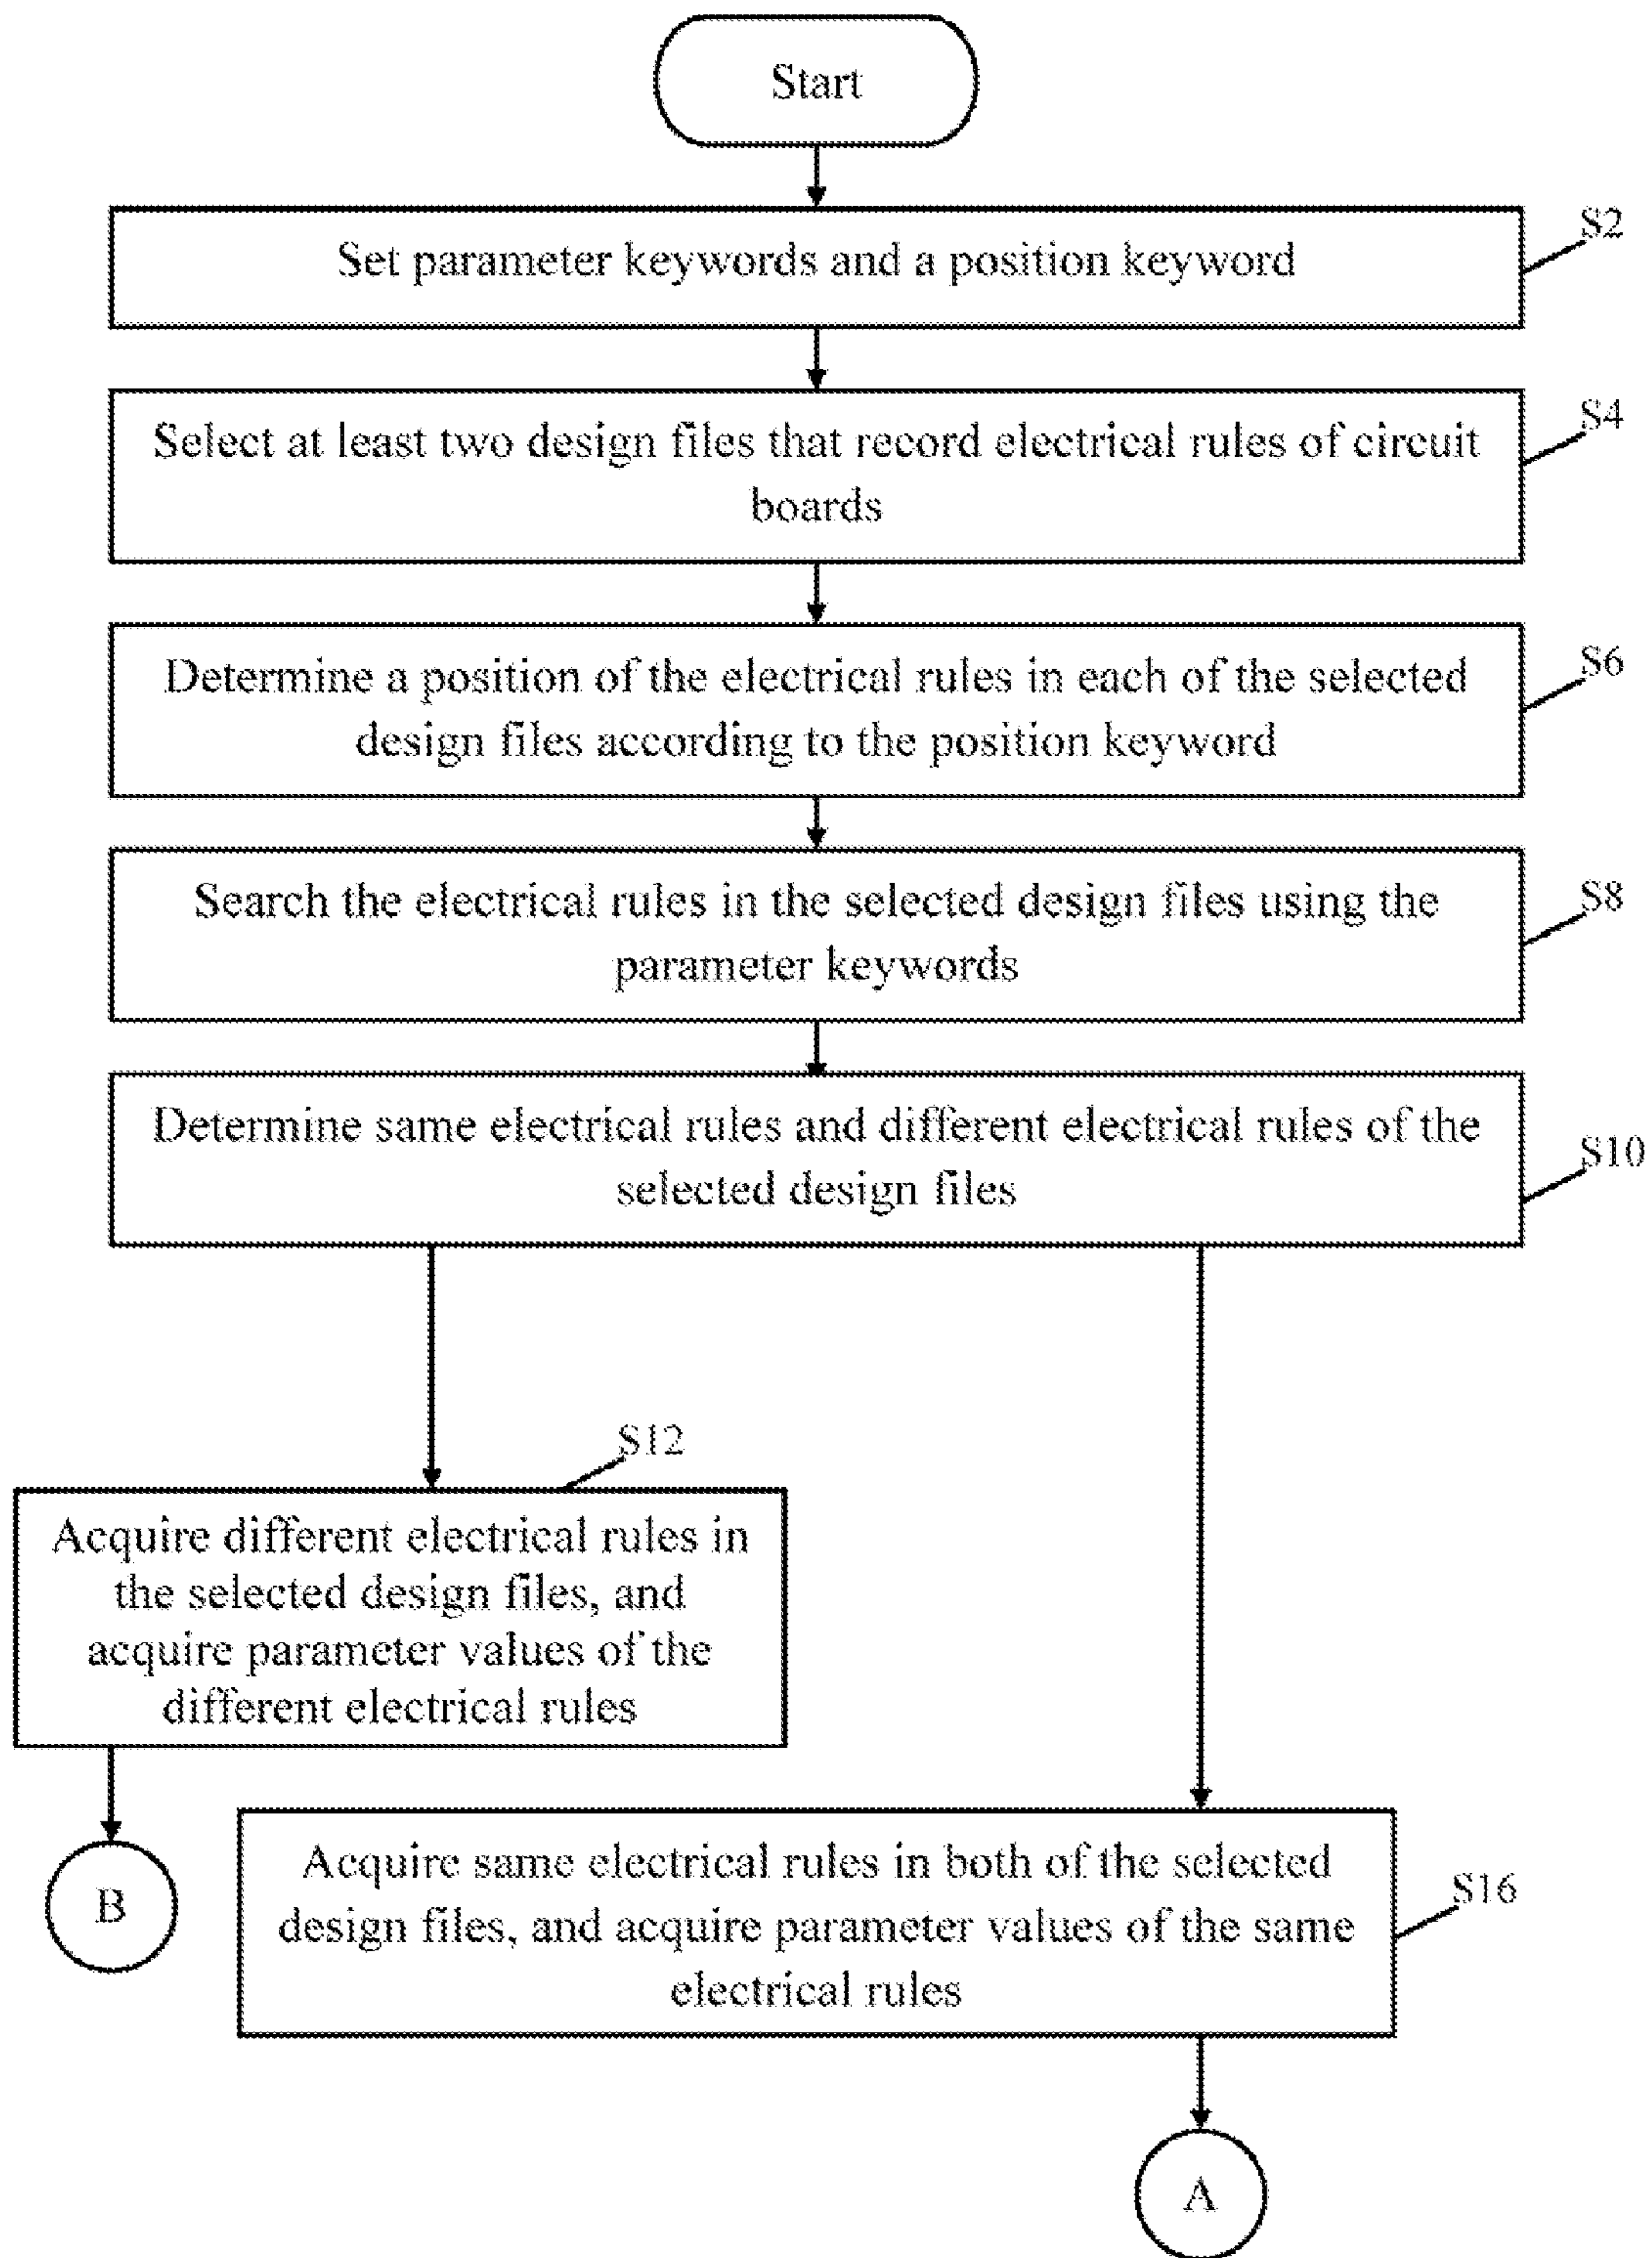 Start
S2
Set parameter keywords and a position keyword
S4
Select at least two design files that record electrical rules of circuit
boards
S6
Determine a position of the electrical rules in each of the selected
design files according to the position keyword
S8
Search the electrical rules in the selected design files using the
parameter keywords
Determine same electrical rules and different electrical rules of the
S10
selected design files
S12
Acquire different electrical rules in
the selected design files, and
acquire parameter values of the
different electrical rules
B
Acquire same electrical rules in both of the selected
S16
design files, and acquire parameter values of the same
electrical rules
A